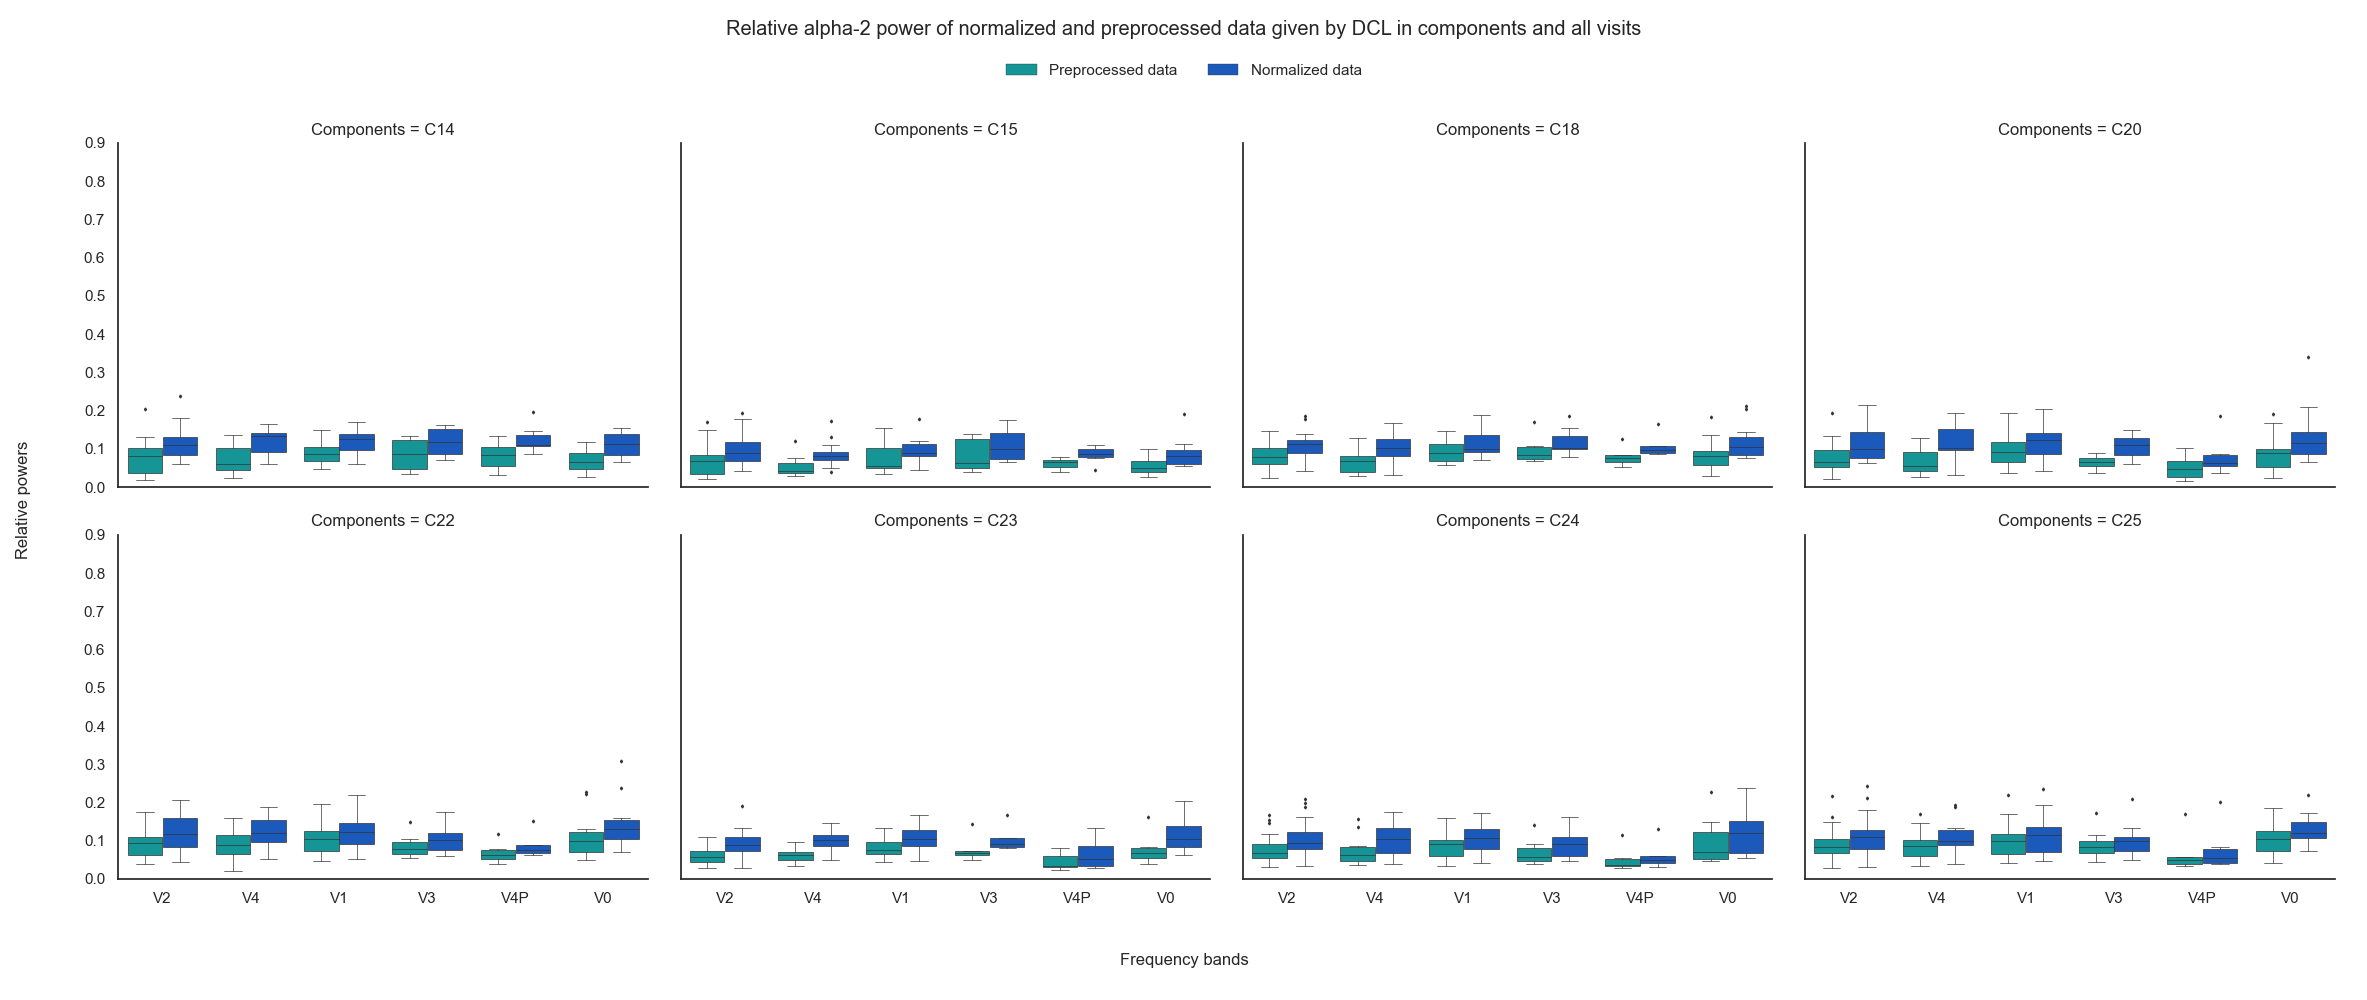 Relative alpha-2 power of normalized and preprocessed data given by DCL in components and all visits
Preprocessed data Normalized data
Components = C14 Components = C15 Components = C18 Components = C20
0.9
0.8
0.7
0.6
0.5
0.4
0.3
0.2
0.1
0.0
Relative powers
Components = C22 Components = C23 Components = C24 Components = C25
0.9
0.8
0.7
0.6
0.5
0.4
0.3
0.2
0.1
0.0
V2 V4 V1 V3 V4P V0 V2 V4 V1 V3 V4P V0 V2 V4 V1 V3 V4P V0 V2 V4 V1 V3 V4P V0
Frequency bands